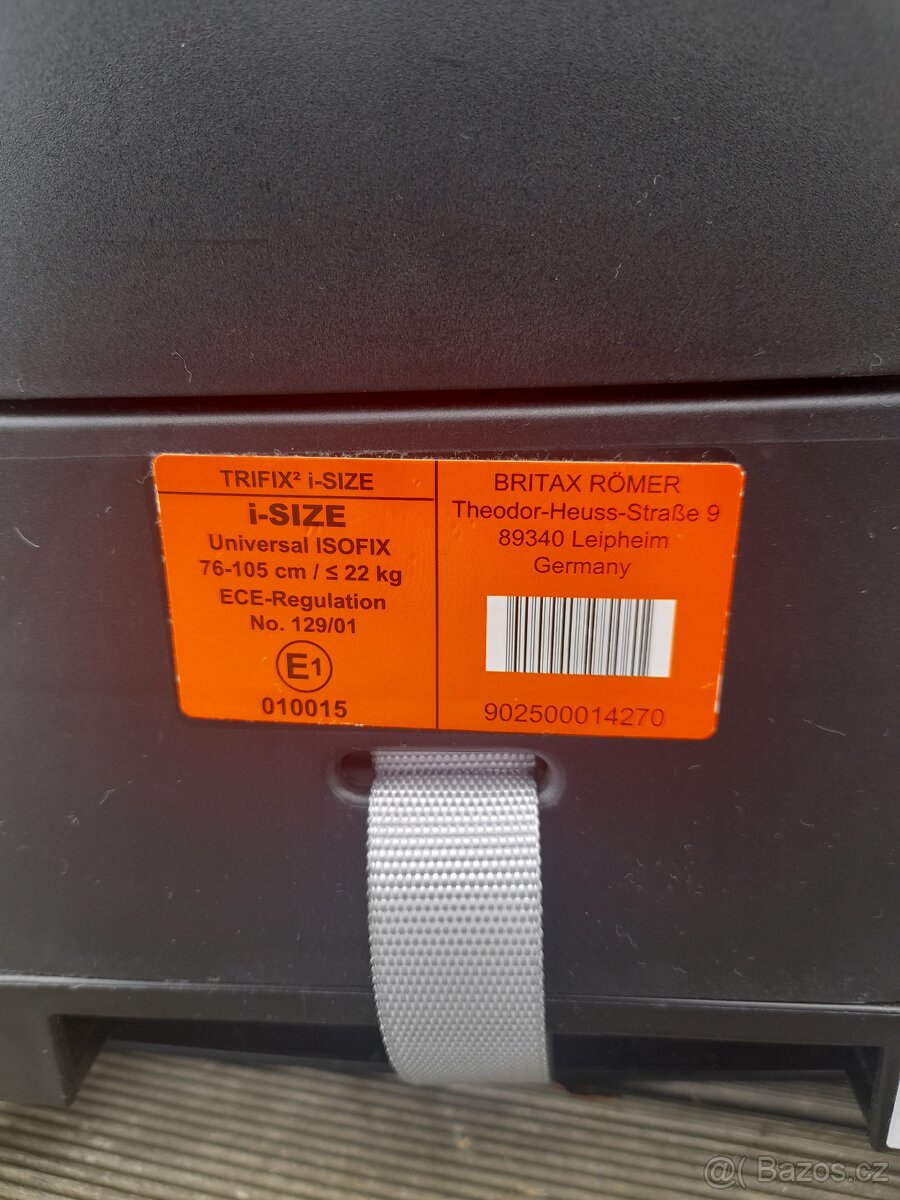 TRIFIX² i-SIZE
i-SIZE
Universal ISOFIX
76-105 cm / ≤ 22 kg
ECE-Regulation
No. 129/01
E1
010015
BRITAX RÖMER
Theodor-Heuss-Straße 9
89340 Leipheim
Germany
902500014270
@( Bazos.cz